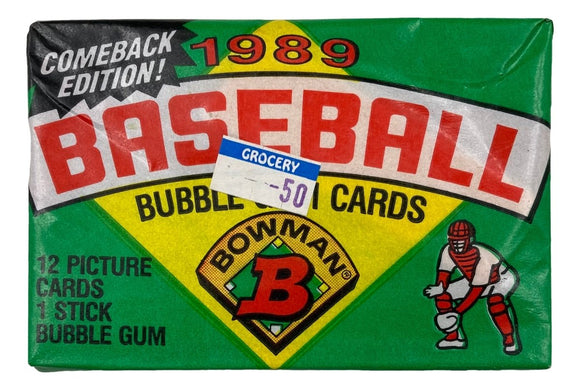 COMEBACK
EDITION!
1989
BASEBALL
GROCERY
-50
BUBBLE CARDS
BOWMAN®
B
12 PICTURE
CARDS
1 STICK
BUBBLE GUM